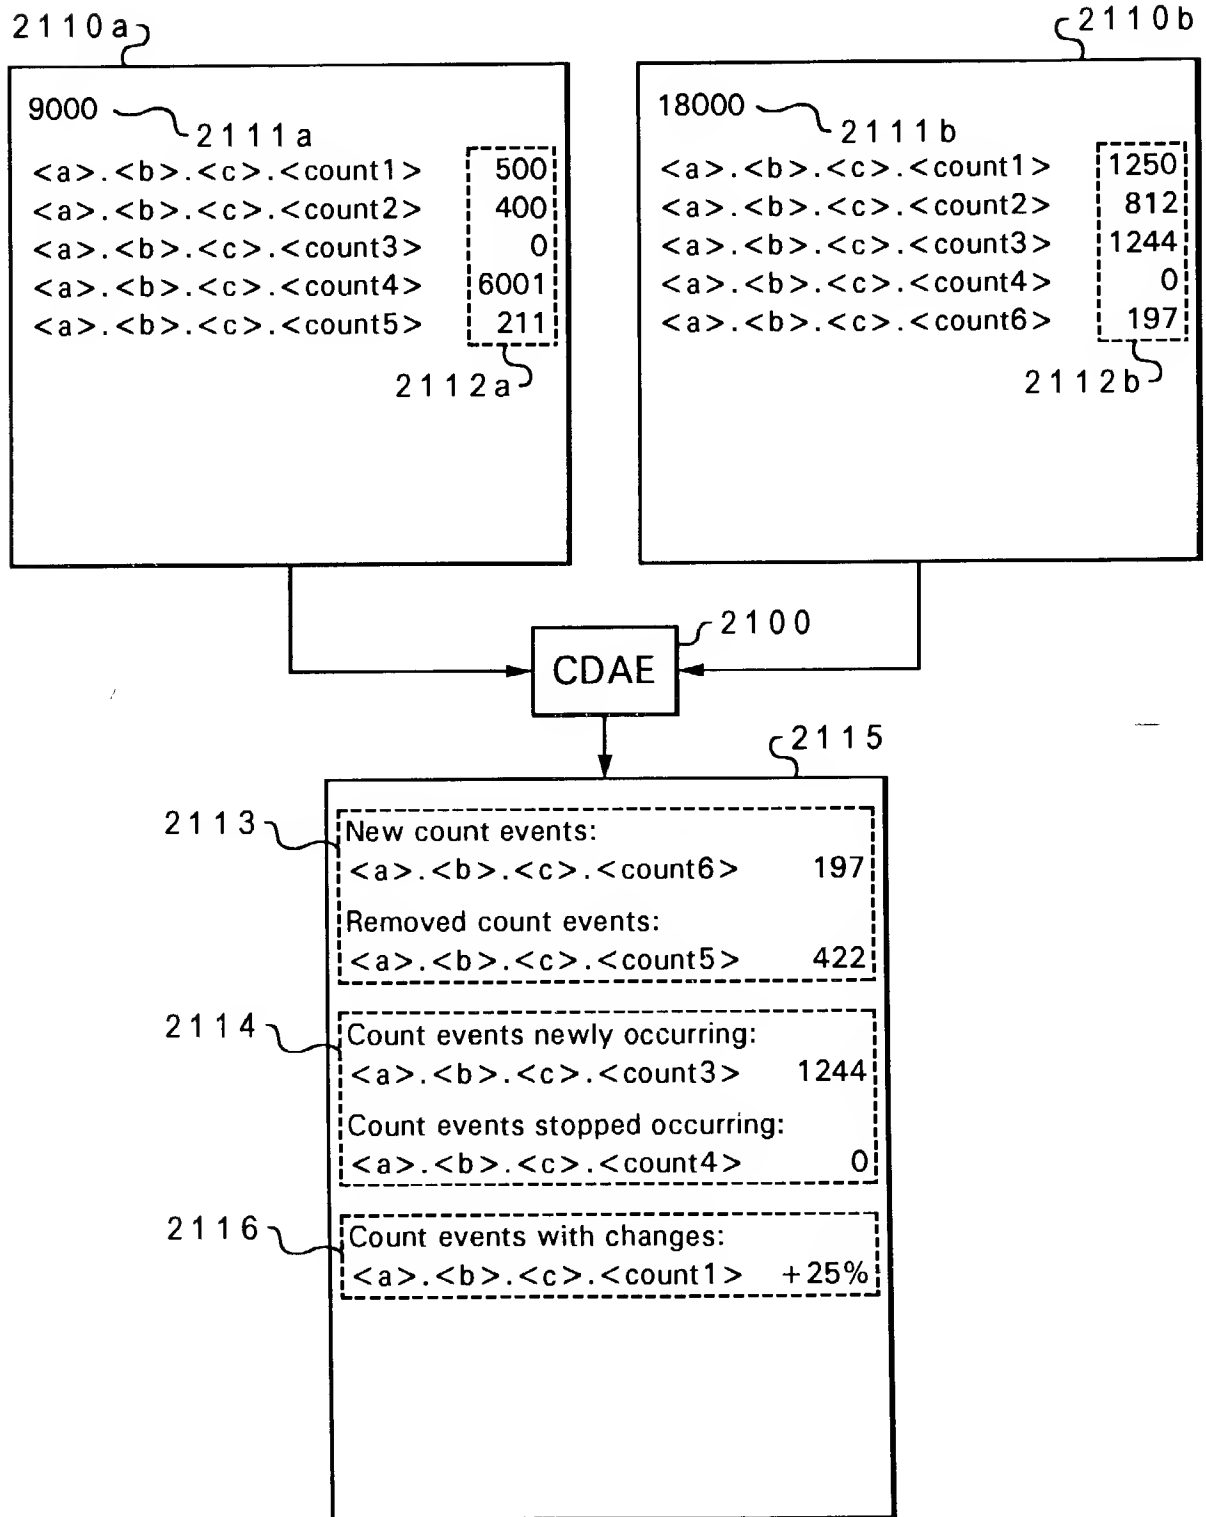 2110a
9000
2111a
<a>.<b>.<c>.<count1> 500
<a>.<b>.<c>.<count2> 400
<a>.<b>.<c>.<count3> 0
<a>.<b>.<c>.<count4> 6001
<a>.<b>.<c>.<count5> 211
2112a
2110b
18000
2111b
<a>.<b>.<c>.<count1> 1250
<a>.<b>.<c>.<count2> 812
<a>.<b>.<c>.<count3> 1244
<a>.<b>.<c>.<count4> 0
<a>.<b>.<c>.<count6> 197
2112b
2100
CDAE
2115
2113
New count events:
<a>.<b>.<c>.<count6> 197
Removed count events:
<a>.<b>.<c>.<count5> 422
2114
Count events newly occurring:
<a>.<b>.<c>.<count3> 1244
Count events stopped occurring:
<a>.<b>.<c>.<count4> 0
2116
Count events with changes:
<a>.<b>.<c>.<count1> +25%